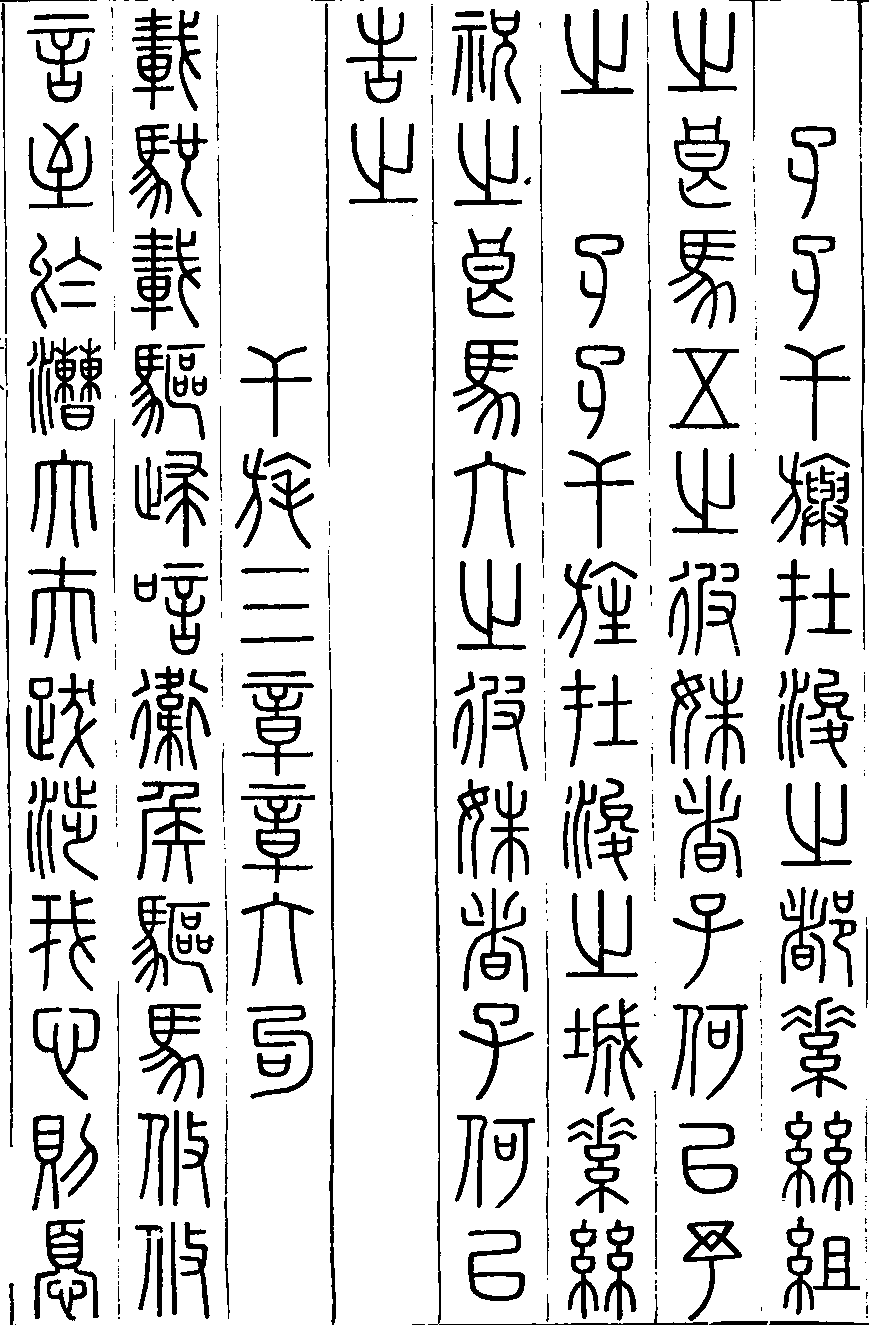 孑孑干旟在浚之都素絲組
之良馬五之彼姝者子何以予
之　孑孑干旌在浚之城素絲
祝之良馬六之彼姝者子何以
告之
干旄三章章六句
載馳載驅歸唁衛侯驅馬攸攸
言至於漕大夫跋涉我心則憂